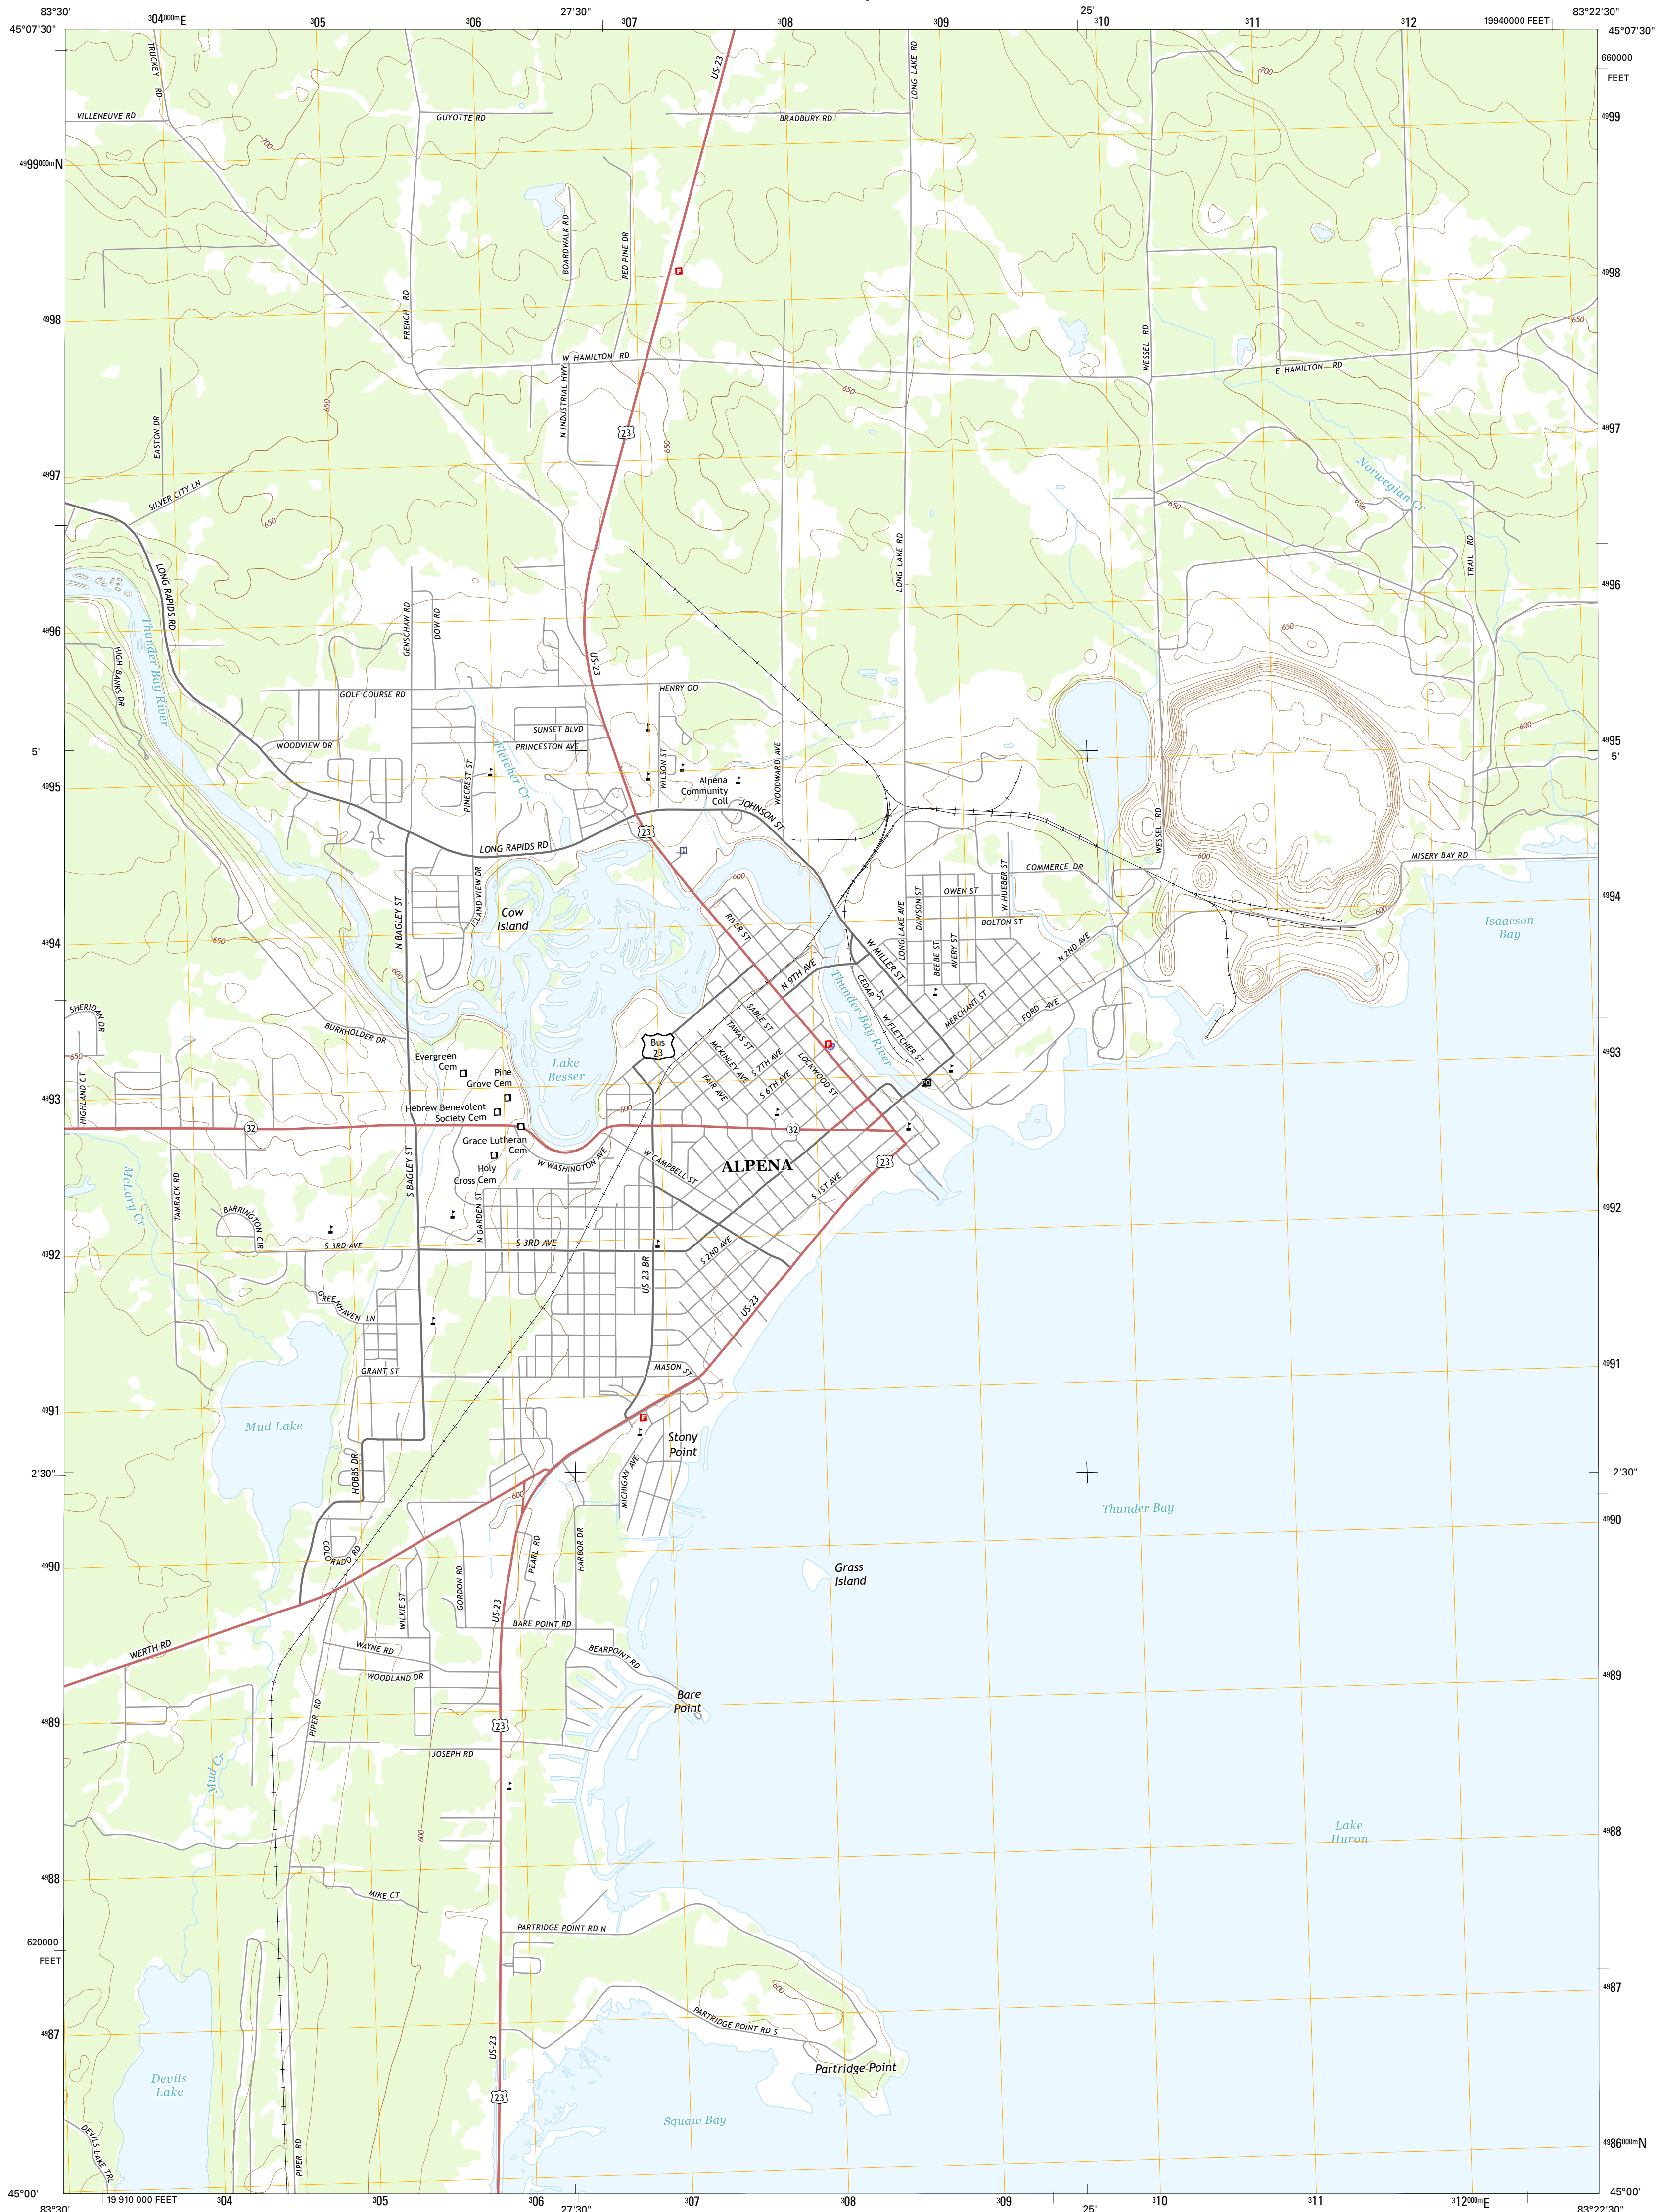 83°30'
³04⁰⁰⁰ᵐE
³05
³06
27'30"
³07
³08
³09
25'
³10
³11
³12
19940000 FEET
83°22'30"
45°07'30"
45°07'30"
660000
FEET
TRUCKEY RD
US-23
LONG LAKE RD
700
VILLENEUVE RD
GUYOTTE RD
BRADBURY RD
⁴⁹99
700
⁴⁹99⁰⁰⁰ᵐN
BOARDWALK RD
RED PINE DR
F
⁴⁹98
FRENCH RD
⁴⁹98
WESSEL RD
650
W HAMILTON RD
E HAMILTON RD
650
650
N INDUSTRIAL HWY
EASTON DR
23
650
⁴⁹97
⁴⁹97
Norwegian Cr
SILVER CITY LN
650
650
650
LONG RAPIDS RD
LONG LAKE RD
TRAIL RD
⁴⁹96
GENSCHAW RD
DOW RD
⁴⁹96
Thunder Bay River
HIGH BANKS DR
US-23
650
GOLF COURSE RD
HENRY OO
SUNSET BLVD
600
WOODVIEW DR
PRINCESTON AVE
⁴⁹95
5'
5'
Fletcher Cr
PINECREST ST
WILSON ST
WOODWARD AVE
Alpena
Community
Coll
⁴⁹95
JOHNSON ST
23
WESSEL RD
LONG RAPIDS RD
H
600
MISERY BAY RD
COMMERCE DR
600
ISLAND VIEW DR
OWEN ST
W HUEBER ST
DAWSON ST
⁴⁹94
N BAGLEY ST
Cow
Island
RIVER ST
LONG LAKE AVE
BOLTON ST
600
Isaacson
Bay
⁴⁹94
650
W MILLER ST
BEEBE ST
AVERY ST
N 2ND AVE
600
N 9TH AVE
CEDAR ST
Thunder Bay River
SHERIDAN DR
SABLE ST
MERCHANT ST
FORD AVE
BURKHOLDER DR
TAWAS ST
W FLETCHER ST
Bus
23
F
650
MCKINLEY AVE
S 7TH AVE
LOCKWOOD ST
⁴⁹93
Evergreen
Cem
Lake
Besser
Pine
Grove Cem
FAIR AVE
S 6TH AVE
PO
HIGHLAND CT
⁴⁹93
Hebrew Benevolent
Society Cem
600
32
32
Grace Lutheran
Cem
W WASHINGTON AVE
W CAMPBELL ST
ALPENA
23
Holy
Cross Cem
McLary Cr
TAMRACK RD
S BAGLEY ST
N GARDEN ST
S 1ST AVE
⁴⁹92
BARRINGTON CIR
⁴⁹92
S 3RD AVE
S 3RD AVE
S 2ND AVE
US-23-BR
US-23
GREENHAVEN LN
MASON ST
GRANT ST
⁴⁹91
⁴⁹91
F
Mud Lake
Stony
Point
2'30"
2'30"
HOBBS DR
MICHIGAN AVE
600
Thunder Bay
⁴⁹90
COLORADO RD
PEARL RD
HARBOR DR
⁴⁹90
Grass
Island
GORDON RD
WILKIE ST
US-23
BARE POINT RD
WERTH RD
WAYNE RD
BEARPOINT RD
WOODLAND DR
⁴⁹89
Bare
Point
PIPER RD
⁴⁹89
23
JOSEPH RD
Mud Cr
Lake
Huron
⁴⁹88
600
⁴⁹88
MIKE CT
PARTRIDGE POINT RD N
620000
FEET
600
⁴⁹87
PARTRIDGE POINT RD S
⁴⁹87
US-23
Partridge Point
Devils
Lake
23
Squaw Bay
DEVILS LAKE TRL
PIPER RD
⁴⁹86⁰⁰⁰ᵐN
45°00'
45°00'
19 910 000 FEET
83°30'
³04
³05
³06
27'30"
³07
³08
³09
25'
³10
³11
³12⁰⁰⁰ᵐE
83°22'30"